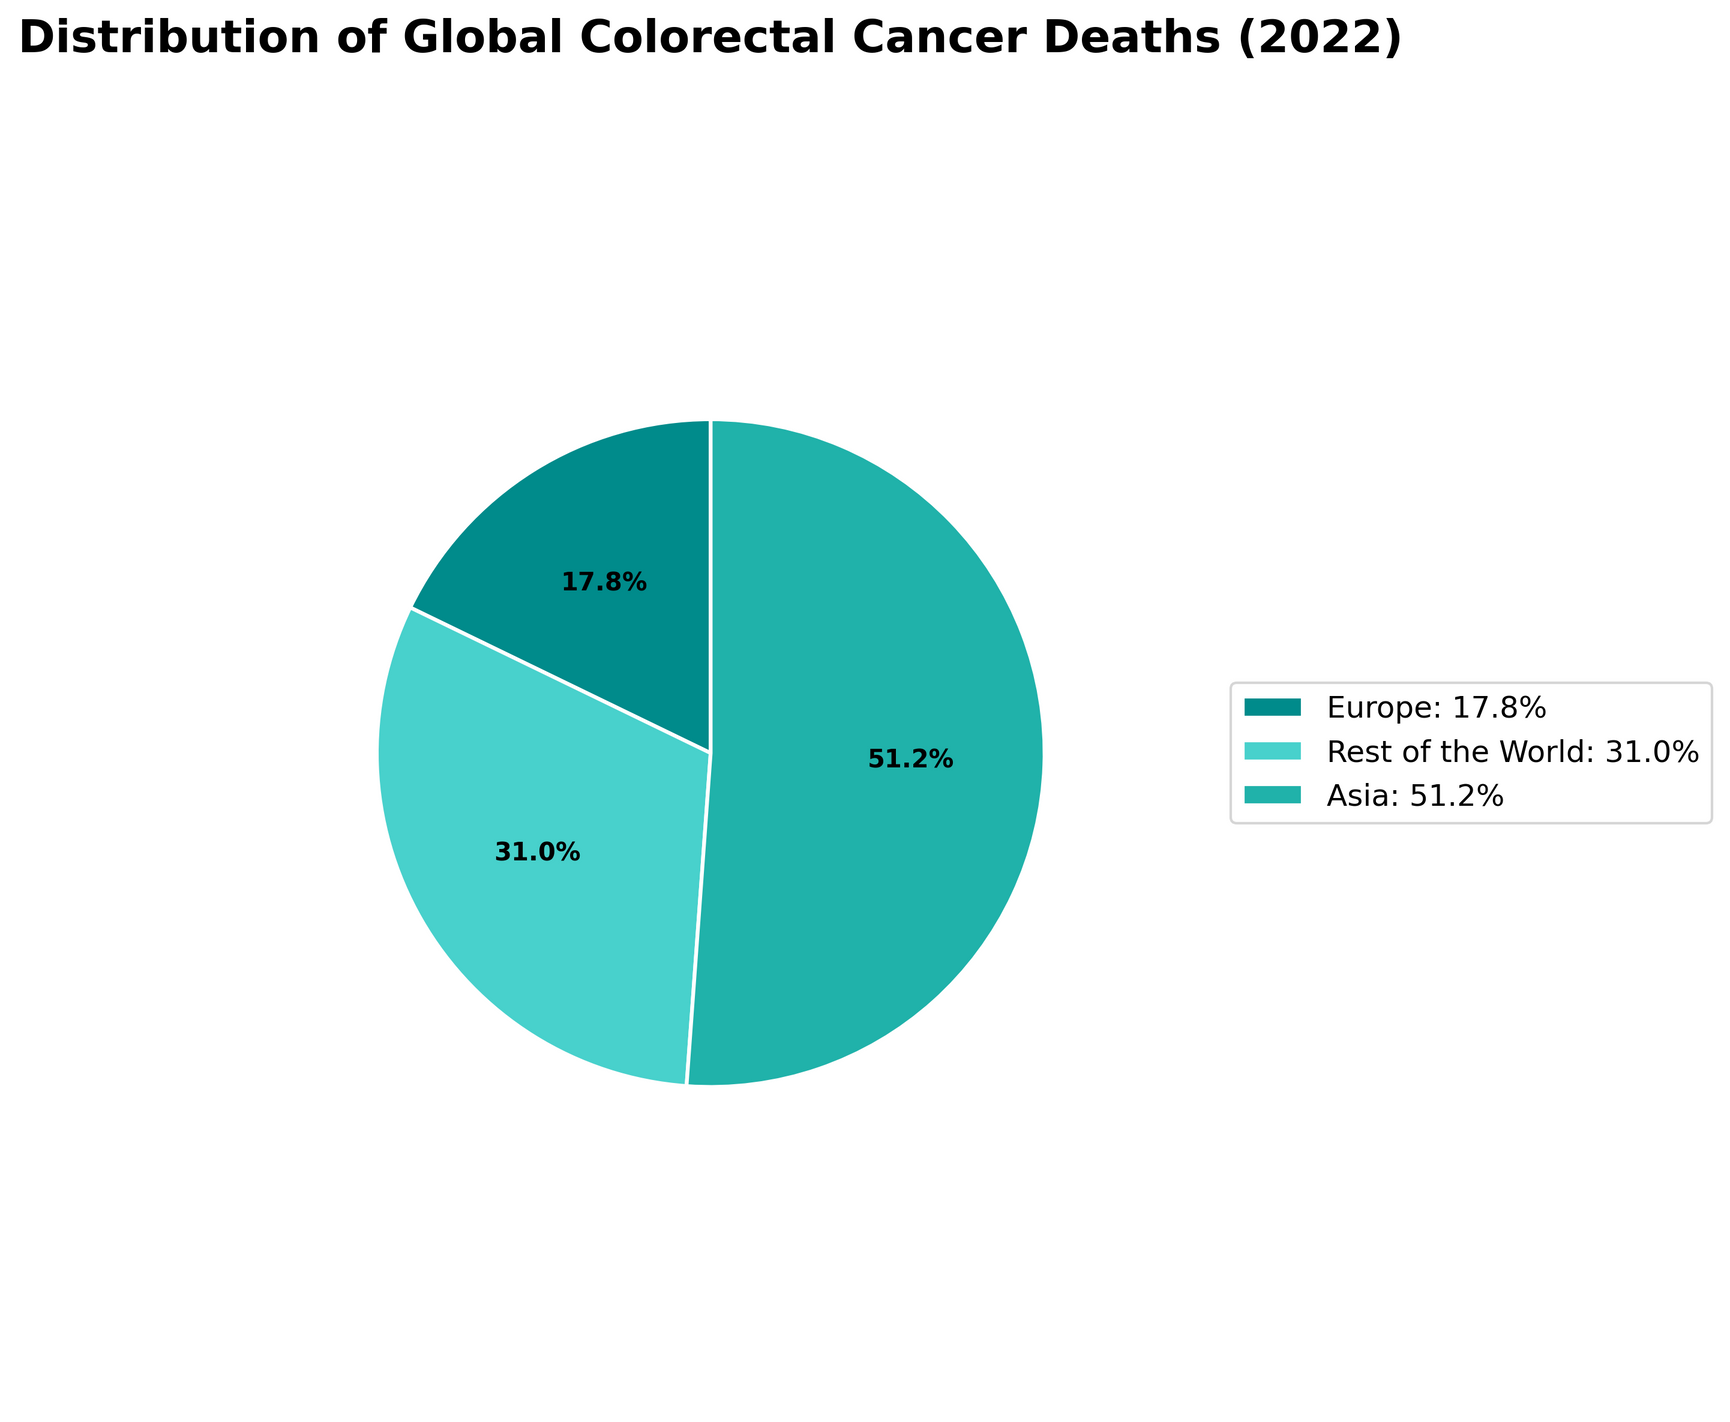 Distribution of Global Colorectal Cancer Deaths (2022)
17.8%
51.2%
31.0%
Europe: 17.8%
Rest of the World: 31.0%
Asia: 51.2%